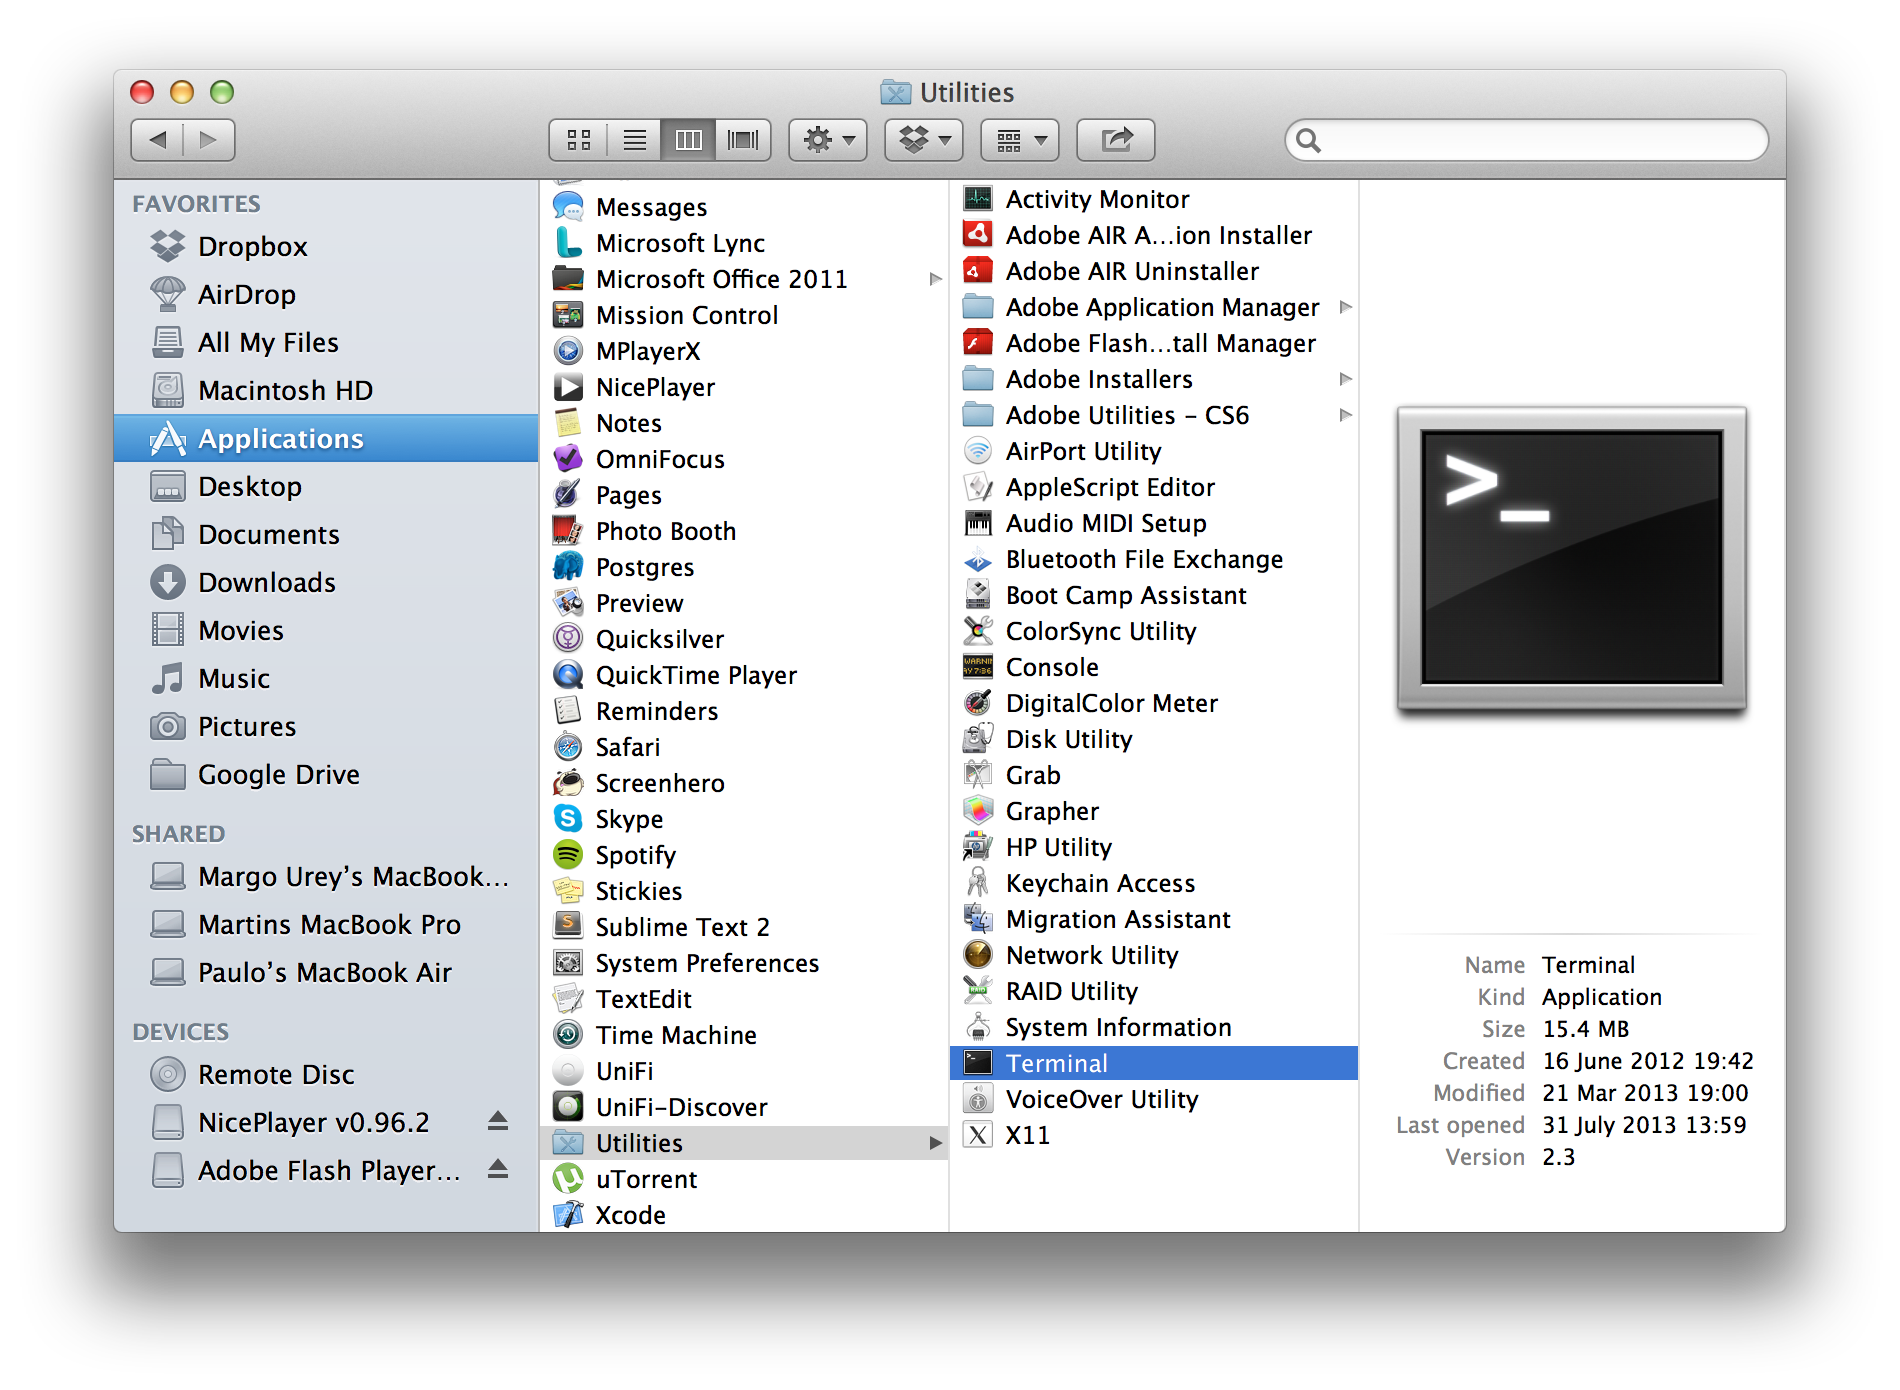 Utilities
FAVORITES
Dropbox
AirDrop
All My Files
Macintosh HD
Applications
Desktop
Documents
Downloads
Movies
Music
Pictures
Google Drive
SHARED
Margo Urey’s MacBook...
Martins MacBook Pro
Paulo’s MacBook Air
DEVICES
Remote Disc
NicePlayer v0.96.2
Adobe Flash Player...
Messages
Microsoft Lync
Microsoft Office 2011
Mission Control
MPlayerX
NicePlayer
Notes
OmniFocus
Pages
Photo Booth
Postgres
Preview
Quicksilver
QuickTime Player
Reminders
Safari
Screenhero
Skype
Spotify
Stickies
Sublime Text 2
System Preferences
TextEdit
Time Machine
UniFi
UniFi-Discover
Utilities
uTorrent
Xcode
Activity Monitor
Adobe AIR A...ion Installer
Adobe AIR Uninstaller
Adobe Application Manager
Adobe Flash...tall Manager
Adobe Installers
Adobe Utilities - CS6
AirPort Utility
AppleScript Editor
Audio MIDI Setup
Bluetooth File Exchange
Boot Camp Assistant
ColorSync Utility
Console
DigitalColor Meter
Disk Utility
Grab
Grapher
HP Utility
Keychain Access
Migration Assistant
Network Utility
RAID Utility
System Information
Terminal
VoiceOver Utility
X11
>_
Name Terminal
Kind Application
Size 15.4 MB
Created 16 June 2012 19:42
Modified 21 Mar 2013 19:00
Last opened 31 July 2013 13:59
Version 2.3